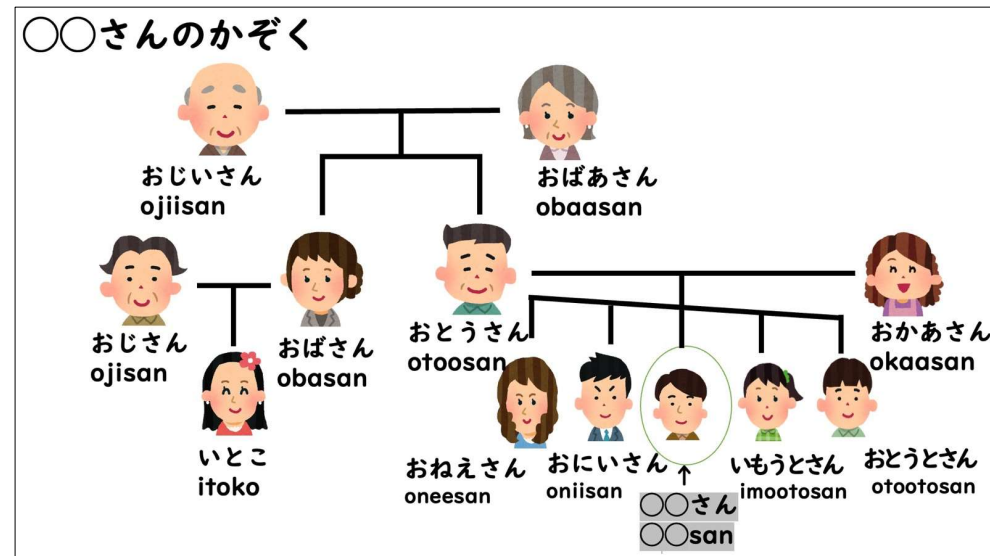 ○○さんのかぞく
おじいさん
ojiisan
おばあさん
obaasan
おじさん
ojisan
おばさん
obasan
おとうさん
otoosan
おかあさん
okaasan
いとこ
itoko
おねえさん
oneesan
おにいさん
oniisan
○○さん
○○san
いもうとさん
imootosan
おとうとさん
otootosan